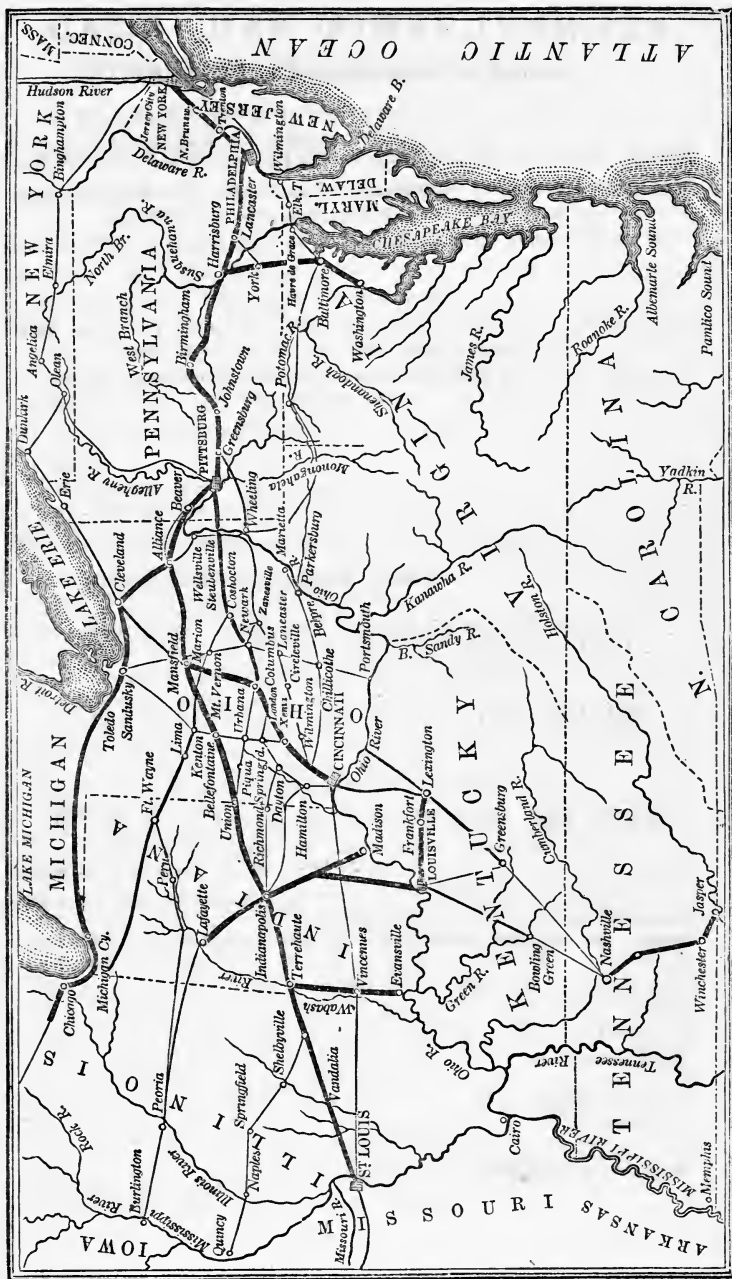 MASS.
CONNEC.
ATLANTIC OCEAN
Hudson River
NEW YORK
Binghampton
Jersey City
NEW YORK
N. Brunsw.
Trenton
NEW JERSEY
Delaware R.
PHILADELPHIA
Wilmington
Delaware B.
Elmira
North Br.
Susquehonna R.
Harrisburg
Lancaster
Elk. T.
MARYL.
DELAW.
CHESAPEAKE BAY
Havre de Grace
York
Baltimore
Washington
Angelica
Olean
PENNSYLVANIA
West Branch
Birmingham
Johnstown
Greensburg
Potomac R.
Shenandoah R.
James R.
Roanoke R.
Albemarte Sound
Pamlico Sound
Dunkirk
Erie
LAKE ERIE
Allegheny R.
PITTSBURG
Beaver
Alliance
Cleveland
Wheeling
Monongahela R.
Marietta
Parkersburg
Ohio R.
Belpre
VIRGINIA
Kanawha R.
Yadkin R.
N. CAROLINA
Holston R.
Wellsville
Steubenville
Coshocton
Newark
Zanesville
Lancaster
Circleville
Columbus
Chillicothe
Portsmouth
B. Sandy R.
Detroit R.
Sandusky
Toledo
Mansfield
Marion
Mt. Vernon
OHIO
Lima
Kenton
Bellefontaine
Urbana
London
Xenia
Wilmington
CINCINNATI
Ohio River
Piqua
Springf'd.
Dayton
Hamilton
Richmond
Union
MICHIGAN
LAKE MICHIGAN
Ft. Wayne
Peru
INDIANA
Lafayette
Indianapolis
Madison
Frankfort
LOUISVILLE
Lexington
Greensburg
Cumberland R.
KENTUCKY
Green R.
Bowling
Green
Nashville
Winchester
Jasper
TENNESSEE
Tennessee River
Chicago
Michigan Cy.
Terrehaute
Wabash River
Vincennes
Evansville
Ohio R.
ILLINOIS
Rock R.
Peoria
Springfield
Shelbyville
Vandalia
Naples
Illinois River
ST. LOUIS
Cairo
Burlington
Quincy
Mississippi River
IOWA
Missouri R.
MISSOURI
ARKANSAS
MISSISSIPPI RIVER
Memphis